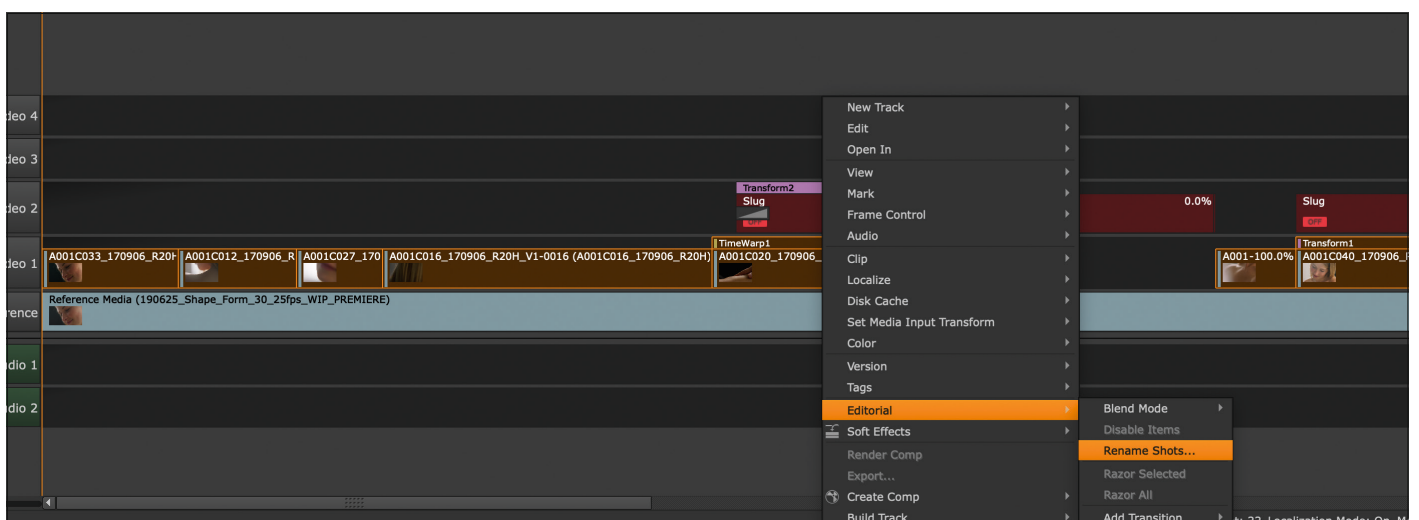 deo 4
deo 3
deo 2
Transform2
Slug
OFF
0.0%
Slug
OFF
deo 1
TimeWarp1
Transform1
A001C033_170906_R20H
A001C012_170906_R
A001C027_170
A001C016_170906_R20H_V1-0016 (A001C016_170906_R20H)
A001C020_170906_
A001-100.0%
A001C040_170906_
rence
Reference Media (190625_Shape_Form_30_25fps_WIP_PREMIERE)
dio 1
dio 2
New Track
Edit
Open In
View
Mark
Frame Control
Audio
Clip
Localize
Disk Cache
Set Media Input Transform
Color
Version
Tags
Editorial
Soft Effects
Render Comp
Export...
Create Comp
Build Track
Blend Mode
Disable Items
Rename Shots...
Razor Selected
Razor All
Add Transition
Localization Mode: On